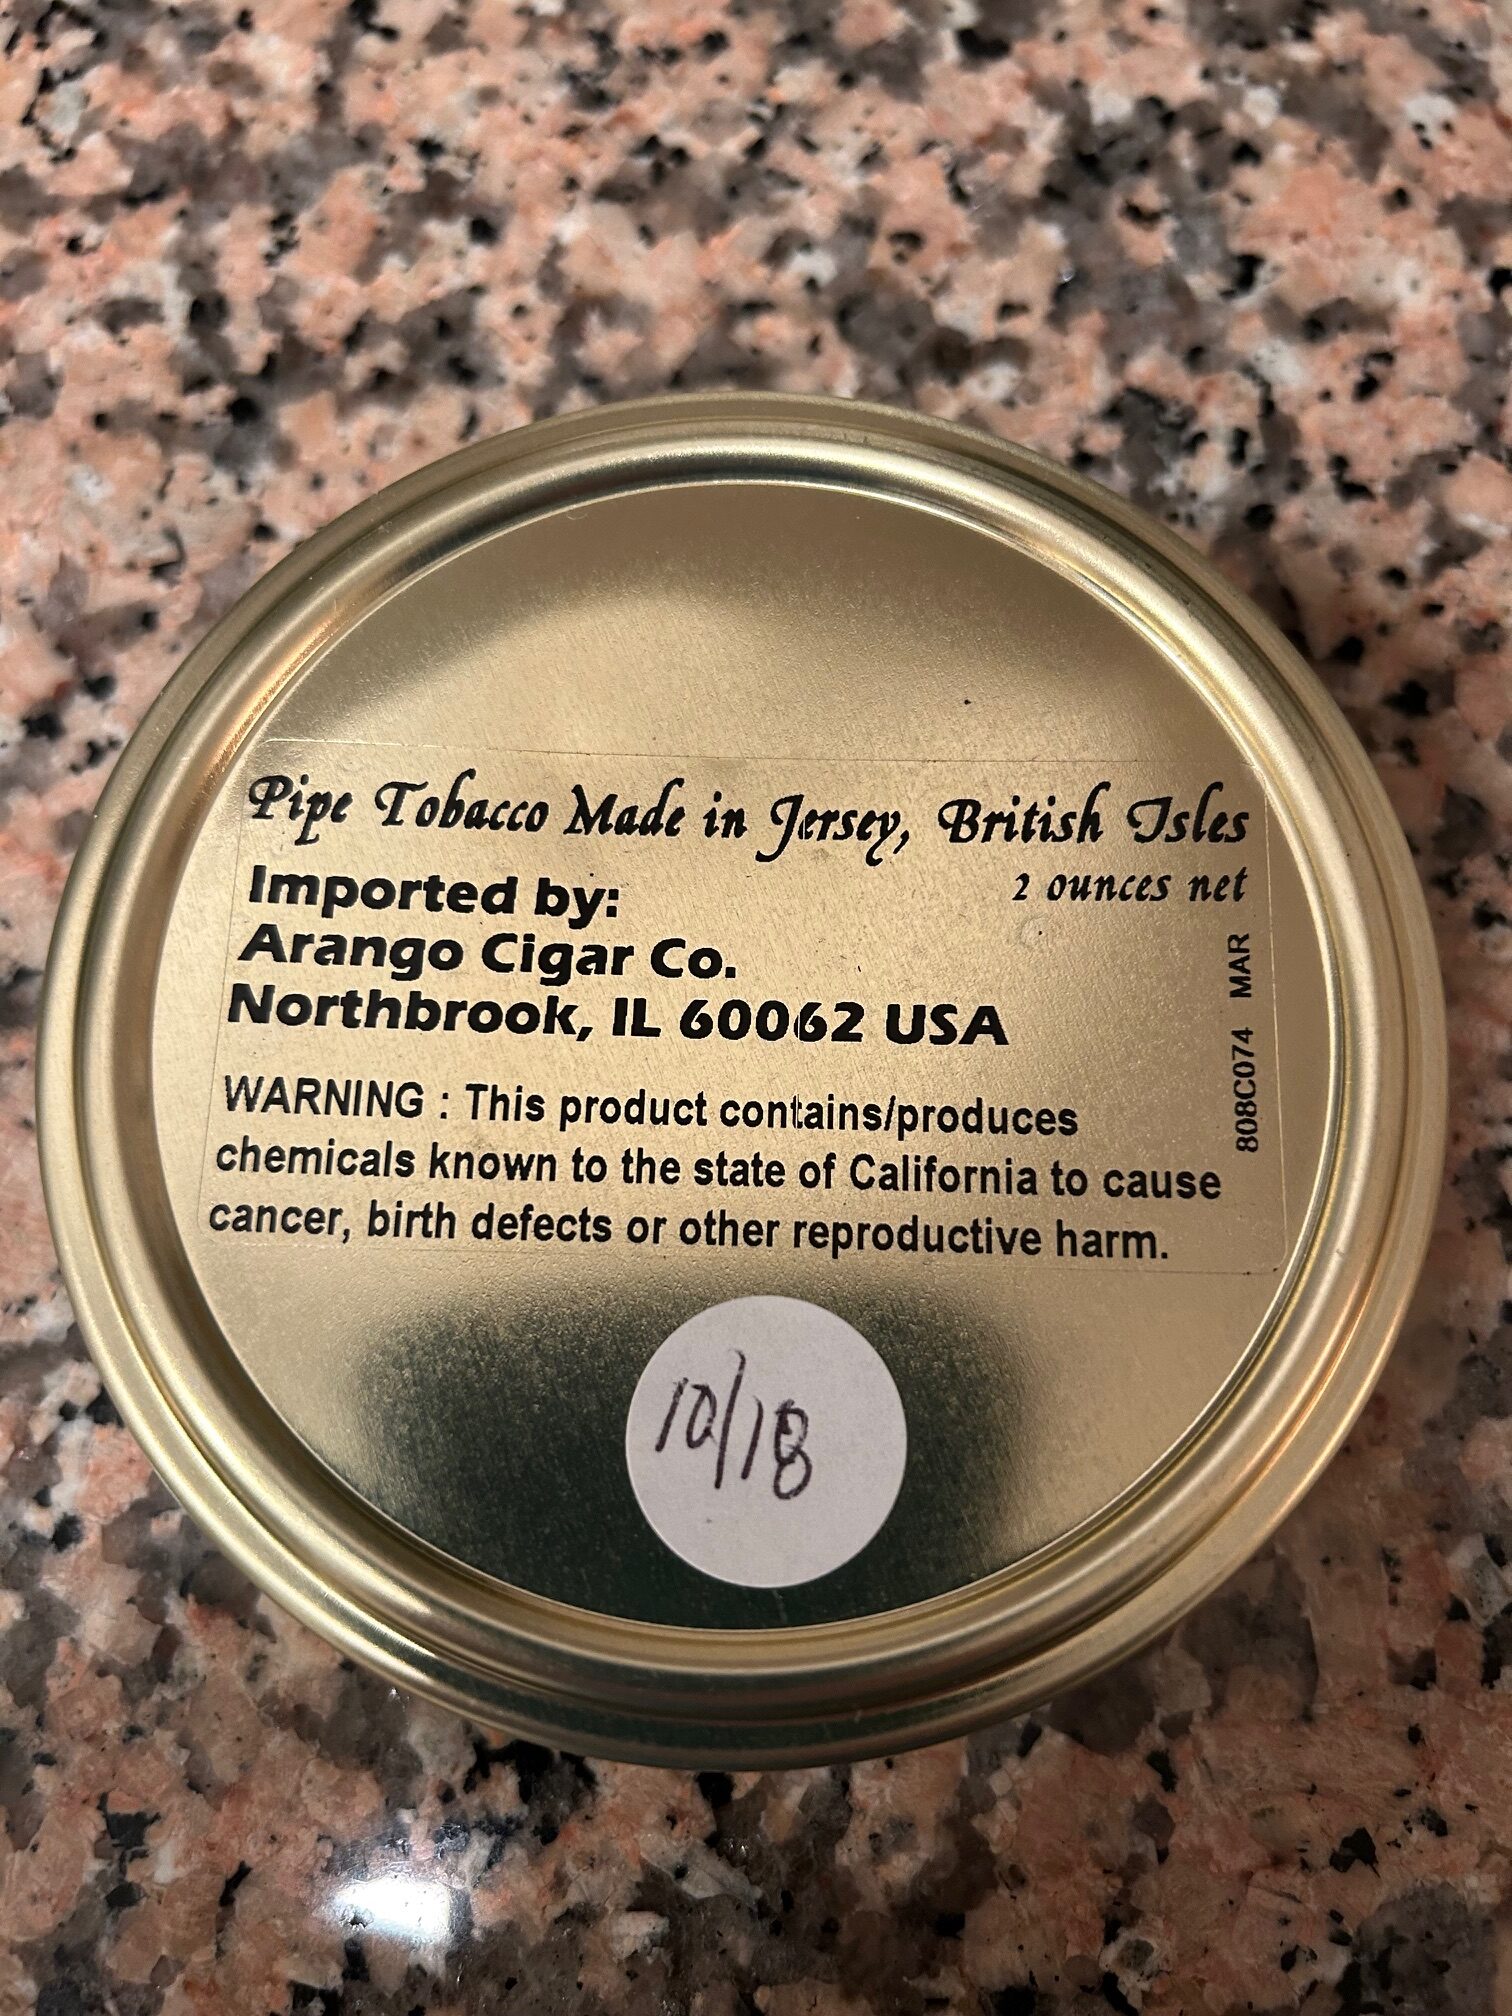 Pipe Tobacco Made in Jersey, British Isles
2 ounces net
Imported by:
Arango Cigar Co.
Northbrook, IL 60062 USA
808C074 MAR
WARNING : This product contains/produces
chemicals known to the state of California to cause
cancer, birth defects or other reproductive harm.
10/18